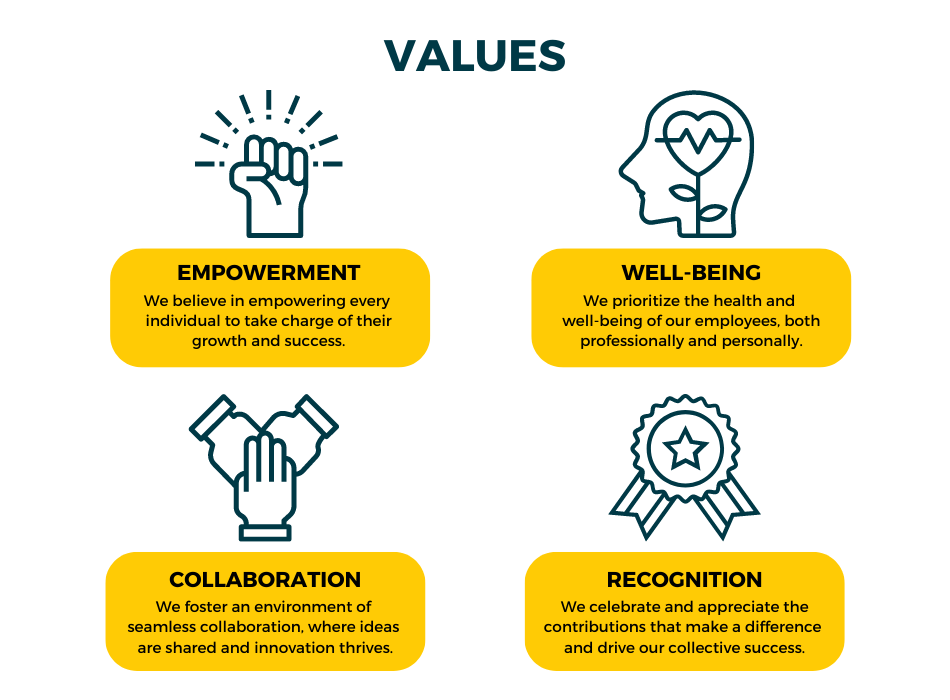 VALUES
EMPOWERMENT
We believe in empowering every
individual to take charge of their
growth and success.
WELL-BEING
We prioritize the health and
well-being of our employees, both
professionally and personally.
COLLABORATION
We foster an environment of
seamless collaboration, where ideas
are shared and innovation thrives.
RECOGNITION
We celebrate and appreciate the
contributions that make a difference
and drive our collective success.